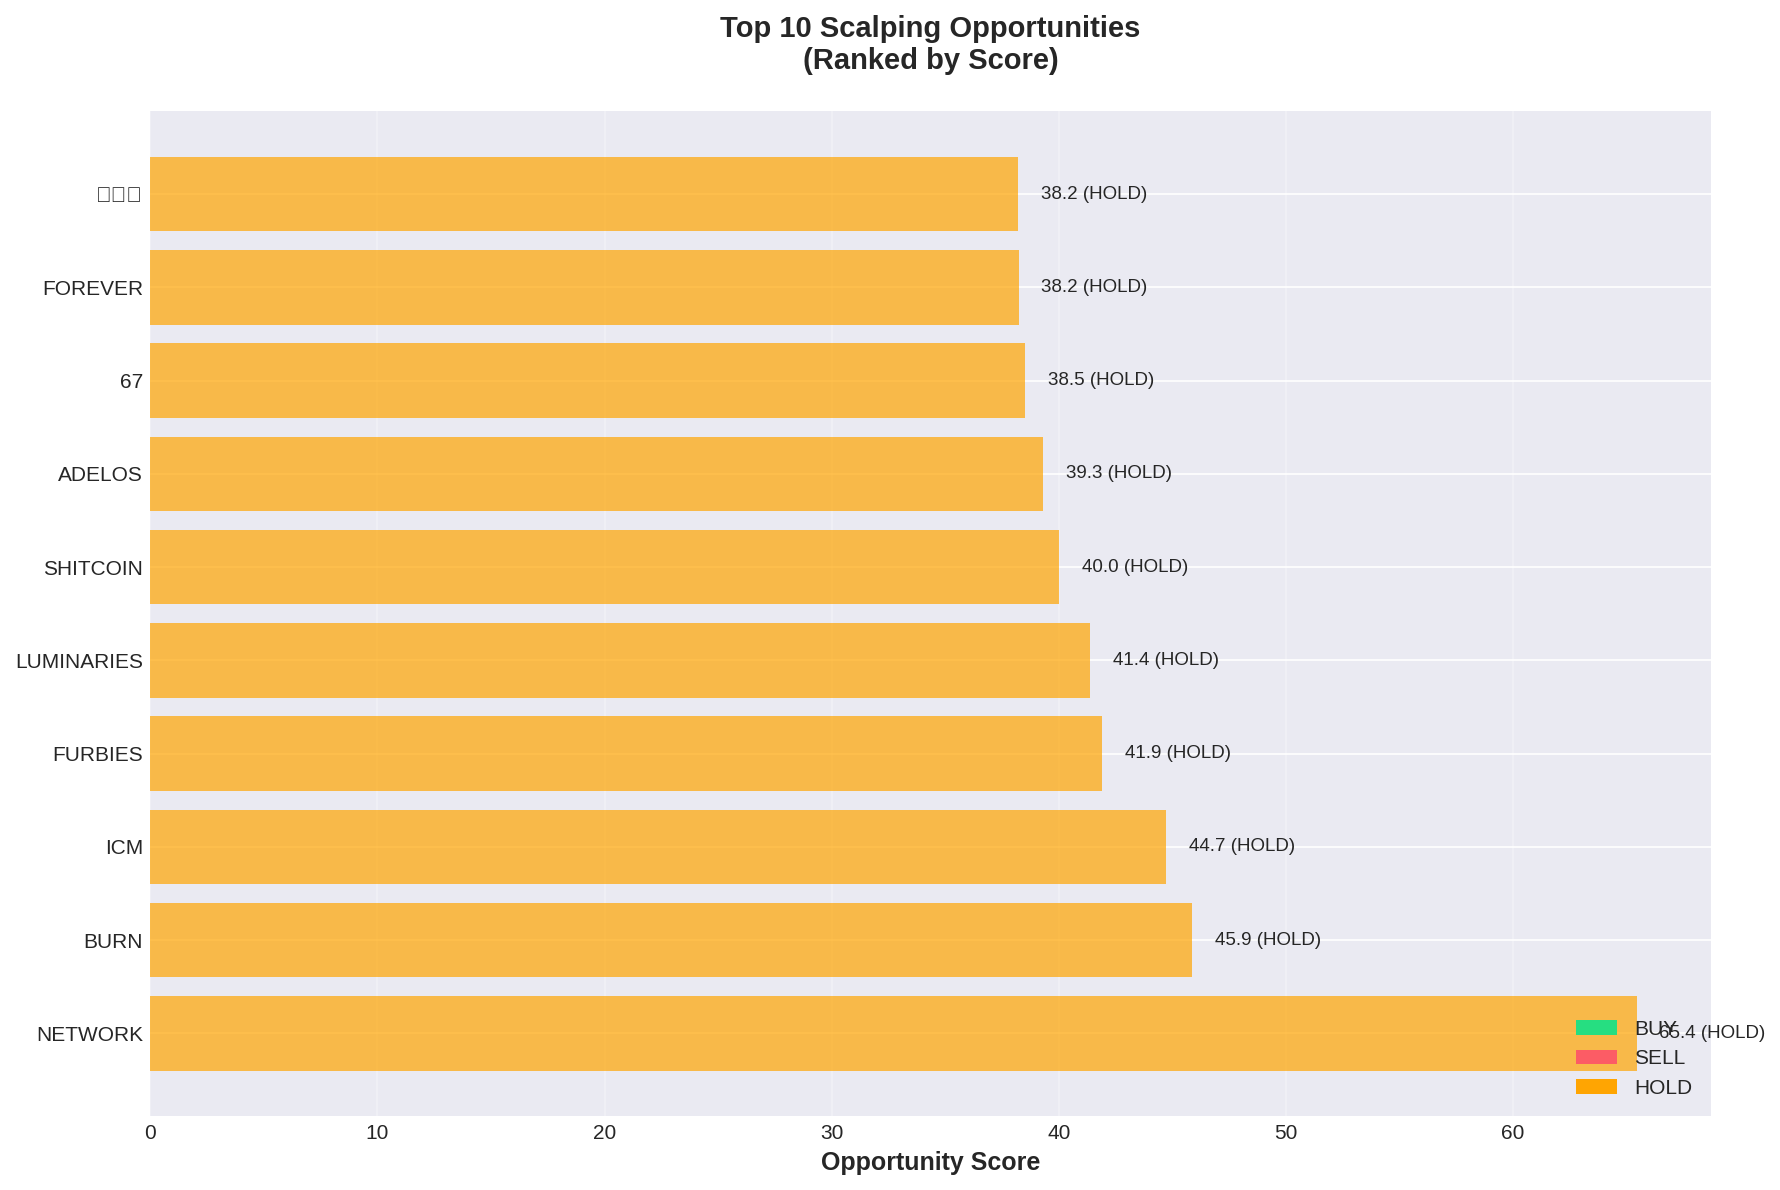 Top 10 Scalping Opportunities
(Ranked by Score)
38.2 (HOLD)
FOREVER
38.2 (HOLD)
67
38.5 (HOLD)
ADELOS
39.3 (HOLD)
SHITCOIN
40.0 (HOLD)
LUMINARIES
41.4 (HOLD)
FURBIES
41.9 (HOLD)
ICM
44.7 (HOLD)
BURN
45.9 (HOLD)
NETWORK
65.4 (HOLD)
BUY
SELL
HOLD
0 10 20 30 40 50 60
Opportunity Score